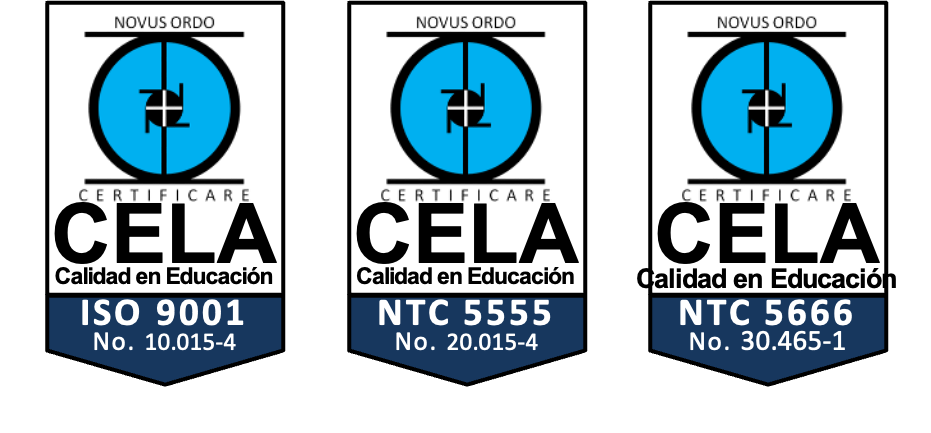 NOVUS ORDO
CERTIFICARE
CELA
Calidad en Educación
ISO 9001
No. 10.015-4
NOVUS ORDO
CERTIFICARE
CELA
Calidad en Educación
NTC 5555
No. 20.015-4
NOVUS ORDO
CERTIFICARE
CELA
Calidad en Educación
NTC 5666
No. 30.465-1